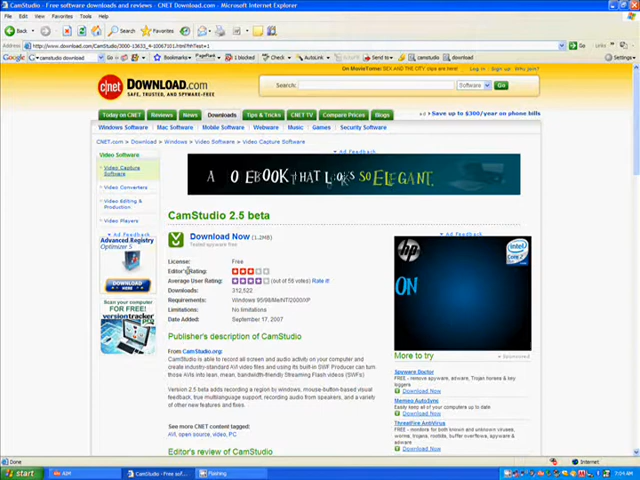 CamStudio - Free software downloads and reviews - CNET Download.com - Microsoft Internet Explorer
File Edit View Favorites Tools Help
Back Search Favorites
Address http://www.download.com/CamStudio/3000-13633_4-10067101.html?hhTest=1
Go Links
Google camstudio download Go Bookmarks PageRank 1 blocked Check AutoLink Send to camstudio download Settings
On MovieTome: SEX AND THE CITY clips are here!
Log in Sign up Why join?
c|net DOWNLOAD.COM
SAFE, TRUSTED, AND SPYWARE-FREE
Search: Software Go
Today on CNET Reviews News Downloads Tips & Tricks CNET TV Compare Prices Blogs
ad Save up to $300/year on phone bills
Windows Software Mac Software Mobile Software Webware Music Games Security Software
CNET.com > Download > Windows > Video Software > Video Capture Software
Video Software
Video Capture Software
Video Converters
Video Editing & Production
Video Players
Ad Feedback
Advanced Registry Optimizer 5
DOWNLOAD NOW
Scan your computer
FOR FREE!
versiontracker pro
Ad Feedback
SO ELEGANT.
CamStudio 2.5 beta
Download Now (1.2MB)
Tested spyware free
License: Free
Editor's Rating:
Average User Rating: (out of 56 votes) Rate it!
Downloads: 312,522
Requirements: Windows 95/98/Me/NT/2000/XP
Limitations: No limitations
Date Added: September 17, 2007
Publisher's description of CamStudio
From CamStudio.org:
CamStudio is able to record all screen and audio activity on your computer and
create industry-standard AVI video files and using its built-in SWF Producer can turn
those AVIs into lean, mean, bandwidth-friendly Streaming Flash videos (SWFs)
Version 2.5 beta adds recording a region by windows, mouse-button-based visual
feedback, true multilanguage support, recording audio from speakers, and a variety
of other new features and fixes.
See more CNET content tagged:
AVI, open source, video, PC
Editor's review of CamStudio
Ad Feedback
hp
intel
ON
More to try
Sponsored
Spyware Doctor
FREE - remove spyware, adware, Trojan horses & key
loggers
Download Now
Memeo AutoSync
Easily keep all of your computers up to date
Download Now
ThreatFire AntiVirus
FREE - monitors for both known and unknown viruses,
worms, trojans, rootkits, buffer overflows, spyware &
adware
Download Now
Done Internet
start AIM CamStudio - Free sof... Flashing 7:04 AM